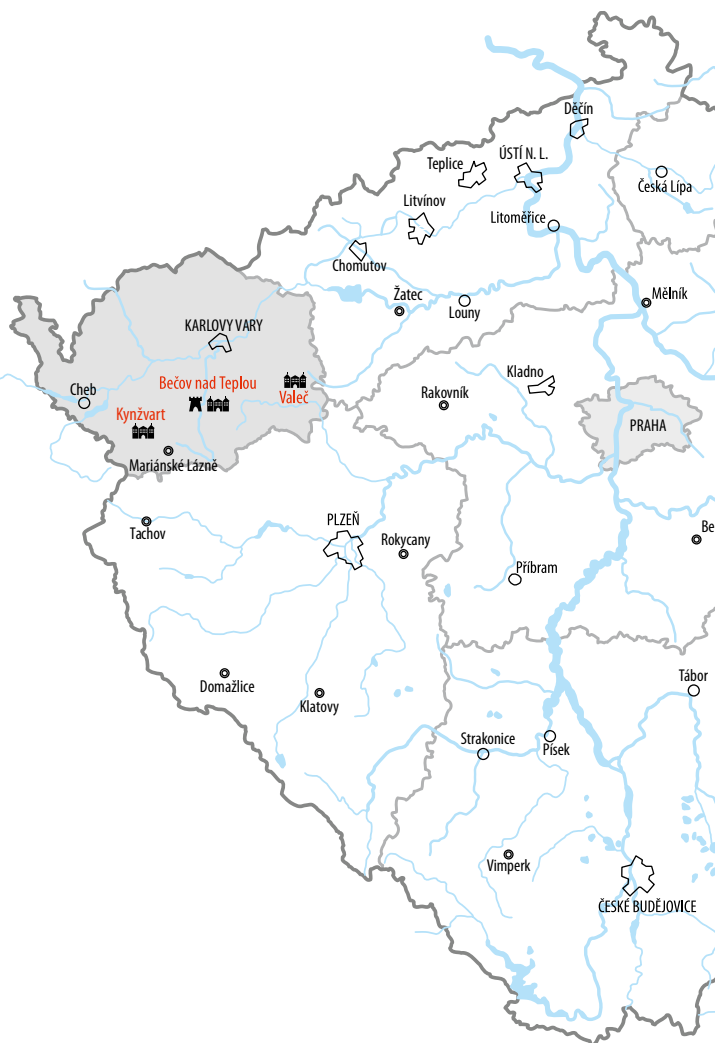 Děčín
ÚSTÍ N. L.
Teplice
Česká Lípa
Litvínov
Litoměřice
Chomutov
Žatec
Louny
Mělník
KARLOVY VARY
Kladno
Bečov nad Teplou
Valeč
Rakovník
Cheb
Kynžvart
PRAHA
Mariánské Lázně
PLZEŇ
Tachov
Rokycany
Be
Příbram
Domažlice
Klatovy
Tábor
Strakonice
Písek
Vimperk
ČESKÉ BUDĚJOVICE